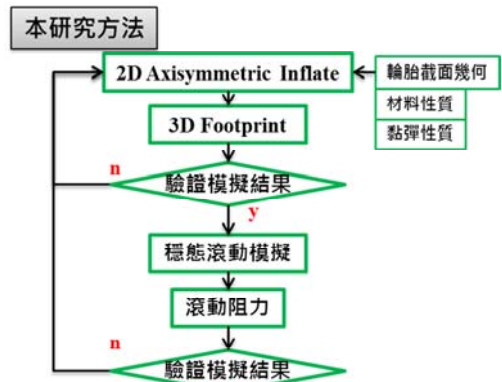 本研究方法
2D Axisymmetric Inflate
輪胎截面幾何
材料性質
黏彈性質
3D Footprint
n
驗證模擬結果
y
穩態滾動模擬
滾動阻力
n
驗證模擬結果